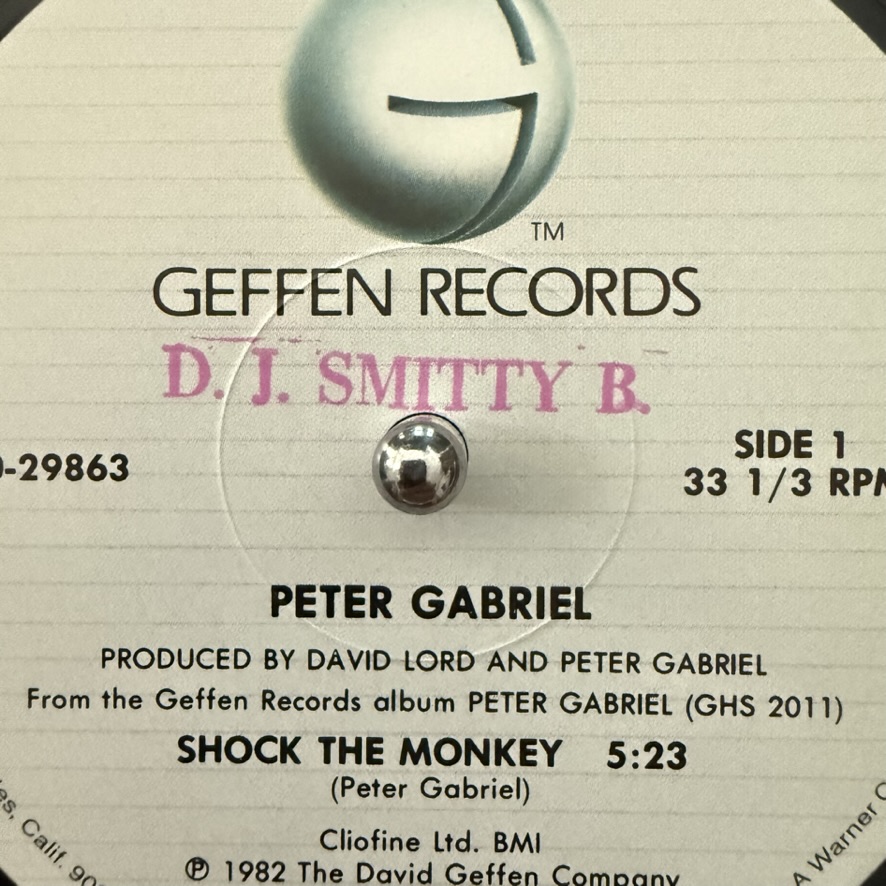 TM
GEFFEN RECORDS
D. J. SMITTY B.
-29863
SIDE 1
33 1/3 RPM
PETER GABRIEL
PRODUCED BY DAVID LORD AND PETER GABRIEL
From the Geffen Records album PETER GABRIEL (GHS 2011)
SHOCK THE MONKEY 5:23
(Peter Gabriel)
Cliofine Ltd. BMI
℗ 1982 The David Geffen Company
Calif.
A Warner